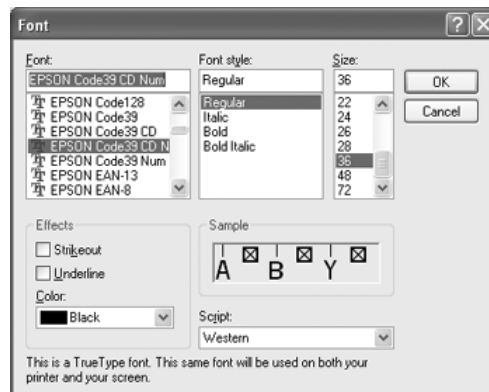 Font
Font:
EPSON Code39 CD Num
EPSON Code128
EPSON Code39
EPSON Code39 CD
EPSON Code39 CD N
EPSON Code39 Num
EPSON EAN-13
EPSON EAN-8
Font style:
Regular
Regular
Italic
Bold
Bold Italic
Size:
36
22
24
26
28
36
48
72
OK
Cancel
Effects
Strikeout
Underline
Color:
Black
Sample
A B Y
Script:
Western
This is a TrueType font. This same font will be used on both your
printer and your screen.